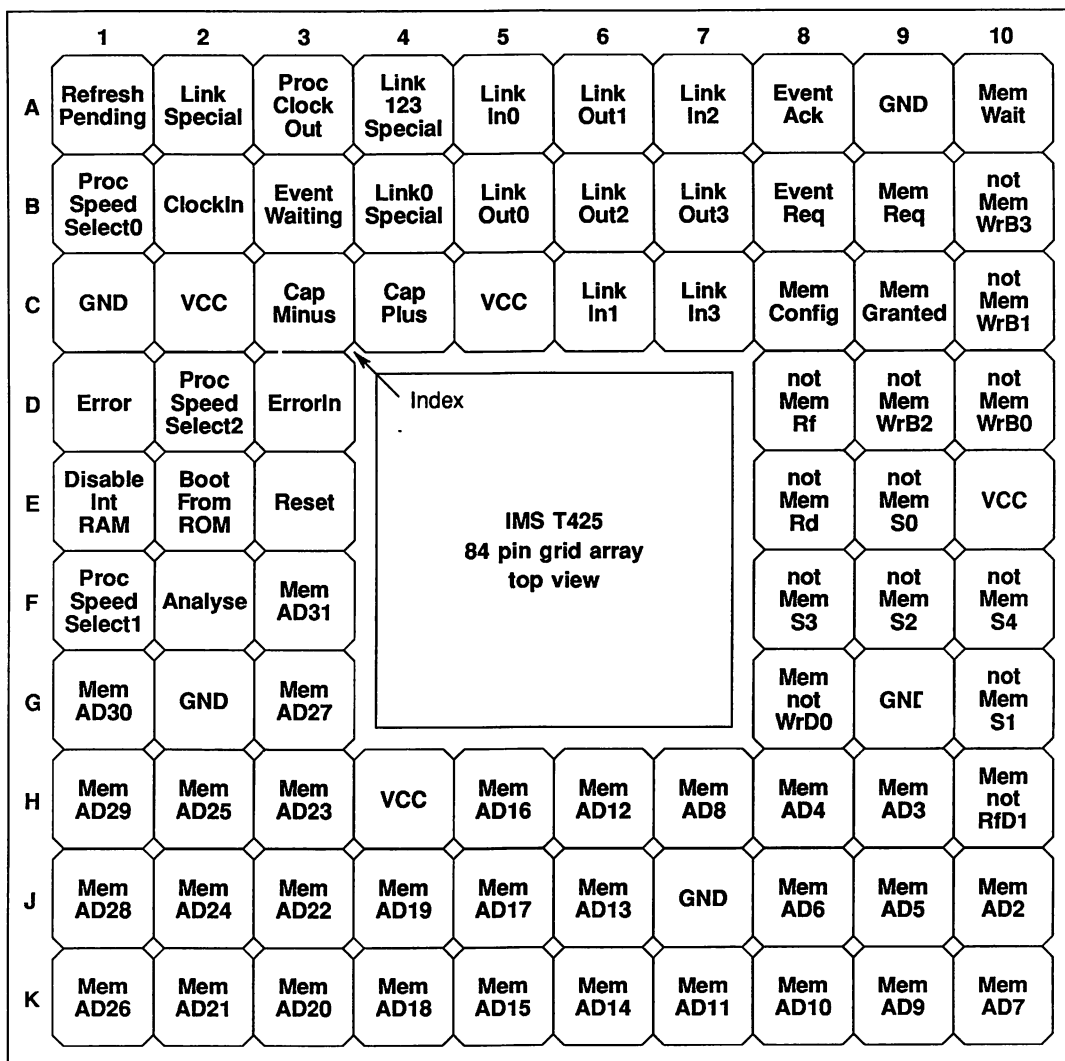 1 2 3 4 5 6 7 8 9 10
A
Refresh Pending
Link Special
Proc Clock Out
Link 123 Special
Link In0
Link Out1
Link In2
Event Ack
GND
Mem Wait
B
Proc Speed Select0
ClockIn
Event Waiting
Link0 Special
Link Out0
Link Out2
Link Out3
Event Req
Mem Req
not Mem WrB3
C
GND
VCC
Cap Minus
Cap Plus
VCC
Link In1
Link In3
Mem Config
Mem Granted
not Mem WrB1
D
Error
Proc Speed Select2
ErrorIn
Index
not Mem Rf
not Mem WrB2
not Mem WrB0
E
Disable Int RAM
Boot From ROM
Reset
IMS T425
84 pin grid array
top view
not Mem Rd
not Mem S0
VCC
F
Proc Speed Select1
Analyse
Mem AD31
not Mem S3
not Mem S2
not Mem S4
G
Mem AD30
GND
Mem AD27
Mem not WrD0
GND
not Mem S1
H
Mem AD29
Mem AD25
Mem AD23
VCC
Mem AD16
Mem AD12
Mem AD8
Mem AD4
Mem AD3
Mem not RfD1
J
Mem AD28
Mem AD24
Mem AD22
Mem AD19
Mem AD17
Mem AD13
GND
Mem AD6
Mem AD5
Mem AD2
K
Mem AD26
Mem AD21
Mem AD20
Mem AD18
Mem AD15
Mem AD14
Mem AD11
Mem AD10
Mem AD9
Mem AD7